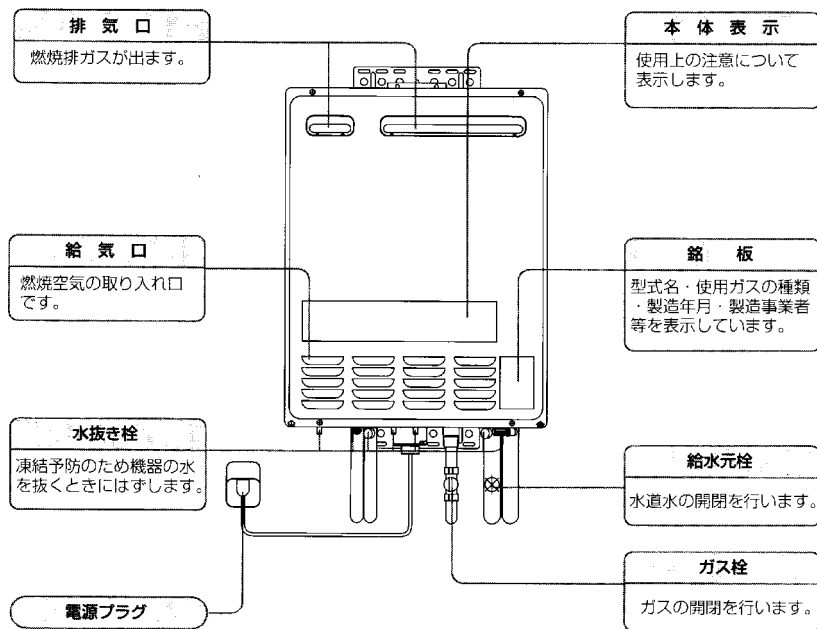 排気口
燃焼排ガスが出ます。
給気口
燃焼空気の取り入れ口
です。
水抜き栓
凍結予防のため機器の水
を抜くときにはずします。
電源プラグ
本体表示
使用上の注意について
表示します。
銘板
型式名・使用ガスの種類
・製造年月・製造事業者
等を表示しています。
給水元栓
水道水の開閉を行います。
ガス栓
ガスの開閉を行います。